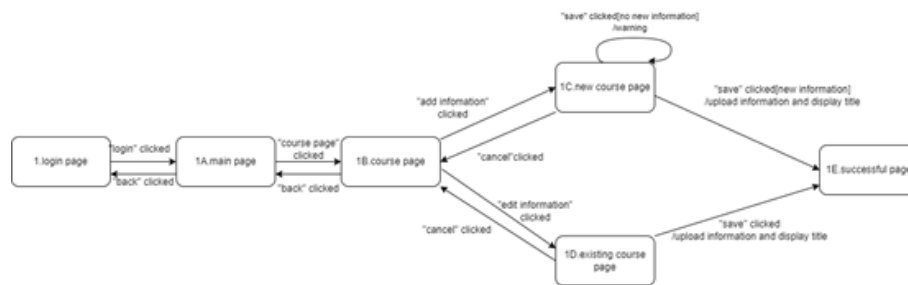 "save" clicked[no new information]
/warning
1C.new course page
"save" clicked[new information]
/upload information and display title
"add infomation"
clicked
"login" clicked
"course page"
clicked
1.login page
1A.main page
1B.course page
"cancel"clicked
1E.successful page
"back" clicked
"back" clicked
"edit information"
clicked
"cancel" clicked
"save" clicked
/upload information and display title
1D.existing course
page